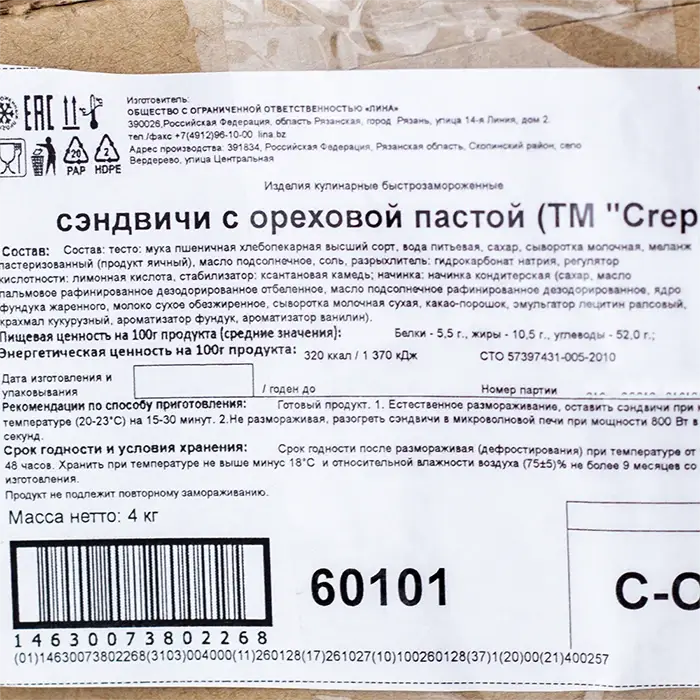 EAC
Изготовитель:
ОБЩЕСТВО С ОГРАНИЧЕННОЙ ОТВЕТСТВЕННОСТЬЮ «ЛИНА»
390026,Российская Федерация, область Рязанская, город Рязань, улица 14-я Линия, дом 2.
тел./факс +7(4912)96-10-00 lina.bz
Адрес производства: 391834, Российская Федерация, Рязанская область, Скопинский район, село
Вердерево, улица Центральная
20 2
PAP HDPE
Изделия кулинарные быстрозамороженные
сэндвичи с ореховой пастой (ТМ "Crep
Состав: Состав: тесто: мука пшеничная хлебопекарная высший сорт, вода питьевая, сахар, сыворотка молочная, меланж
пастеризованный (продукт яичный), масло подсолнечное, соль, разрыхлитель: гидрокарбонат натрия, регулятор
кислотности: лимонная кислота, стабилизатор: ксантановая камедь; начинка: начинка кондитерская (сахар, масло
пальмовое рафинированное дезодорированное отбеленное, масло подсолнечное рафинированное дезодорированное, ядро
фундука жаренного, молоко сухое обезжиренное, сыворотка молочная сухая, какао-порошок, эмульгатор лецитин рапсовый,
крахмал кукурузный, ароматизатор фундук, ароматизатор ванилин).
Пищевая ценность на 100г продукта (средние значения): Белки - 5,5 г., жиры - 10,5 г., углеводы - 52,0 г.;
Энергетическая ценность на 100г продукта: 320 ккал / 1 370 кДж СТО 57397431-005-2010
Дата изготовления и
упаковывания / годен до Номер партии
Рекомендации по способу приготовления: Готовый продукт. 1. Естественное размораживание, оставить сэндвичи при
температуре (20-23°С) на 15-30 минут. 2.Не размораживая, разогреть сэндвичи в микроволновой печи при мощности 800 Вт в
секунд.
Срок годности и условия хранения: Срок годности после размораживая (дефростирования) при температуре от
48 часов. Хранить при температуре не выше минус 18°С и относительной влажности воздуха (75±5)% не более 9 месяцев со
изготовления.
Продукт не подлежит повторному замораживанию.
Масса нетто: 4 кг
60101
С-О
14630073802268
(01)14630073802268(3103)004000(11)260128(17)261027(10)100260128(37)1(20)00(21)400257